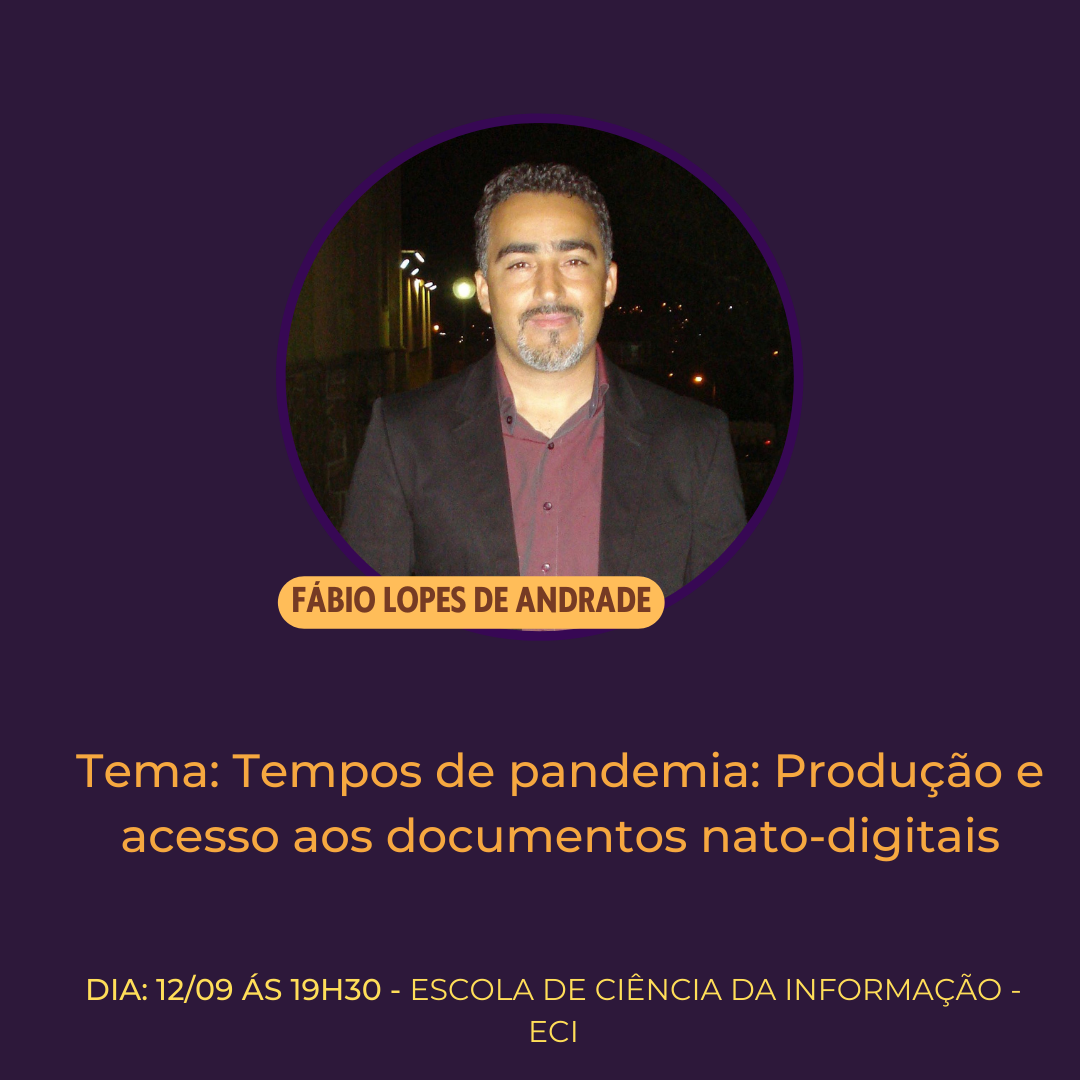 FÁBIO LOPES DE ANDRADE
Tema: Tempos de pandemia: Produção e
acesso aos documentos nato-digitais
DIA: 12/09 ÁS 19H30 - ESCOLA DE CIÊNCIA DA INFORMAÇÃO -
ECI